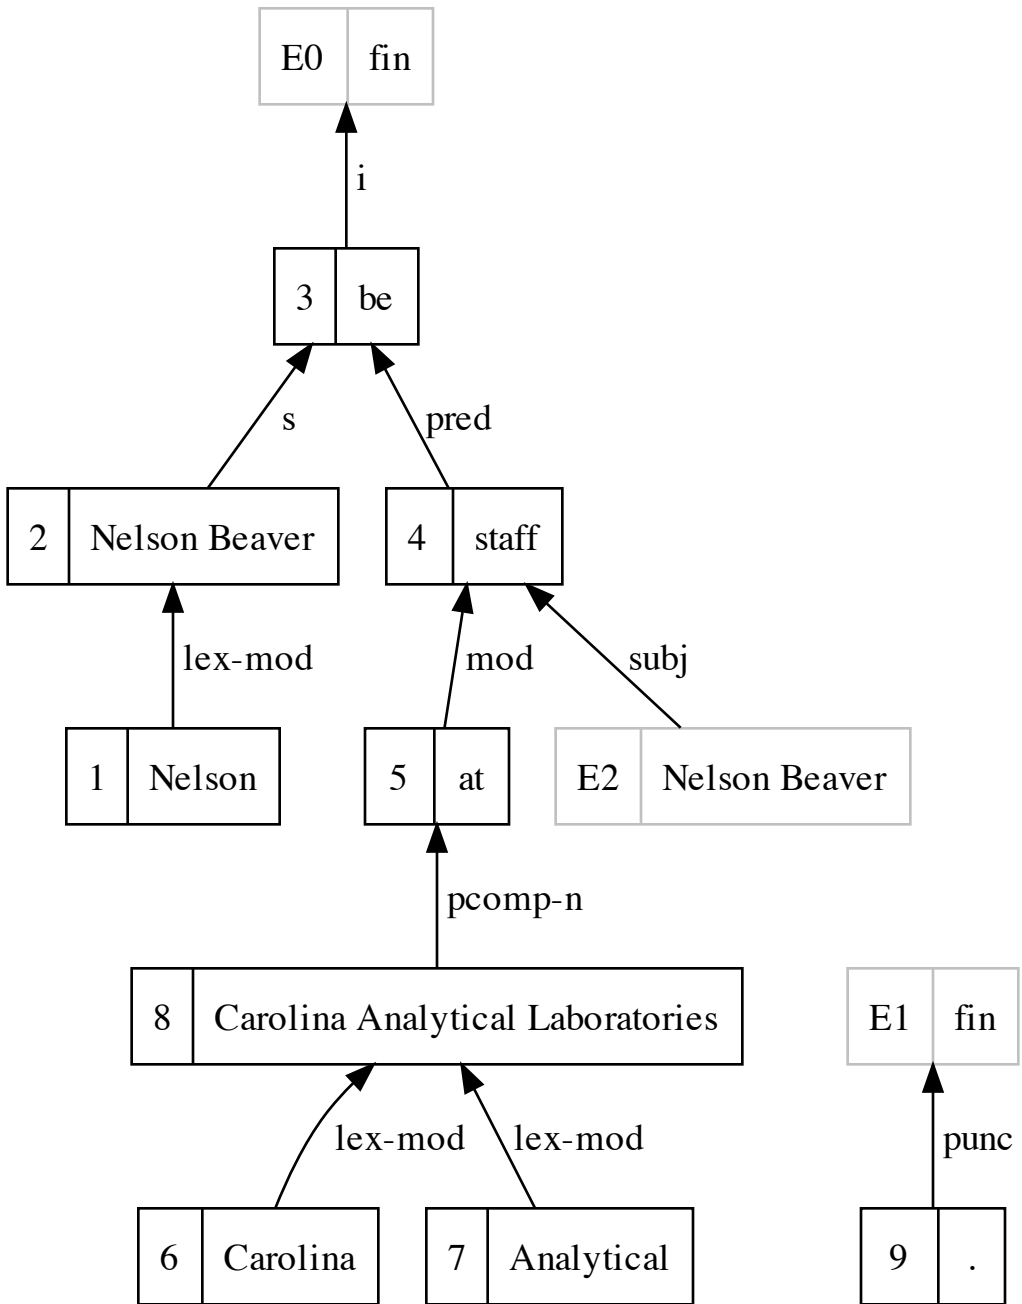 E0 fin
i
3 be
s pred
2 Nelson Beaver 4 staff
lex-mod mod subj
1 Nelson 5 at E2 Nelson Beaver
pcomp-n
8 Carolina Analytical Laboratories E1 fin
lex-mod lex-mod punc
6 Carolina 7 Analytical 9 .